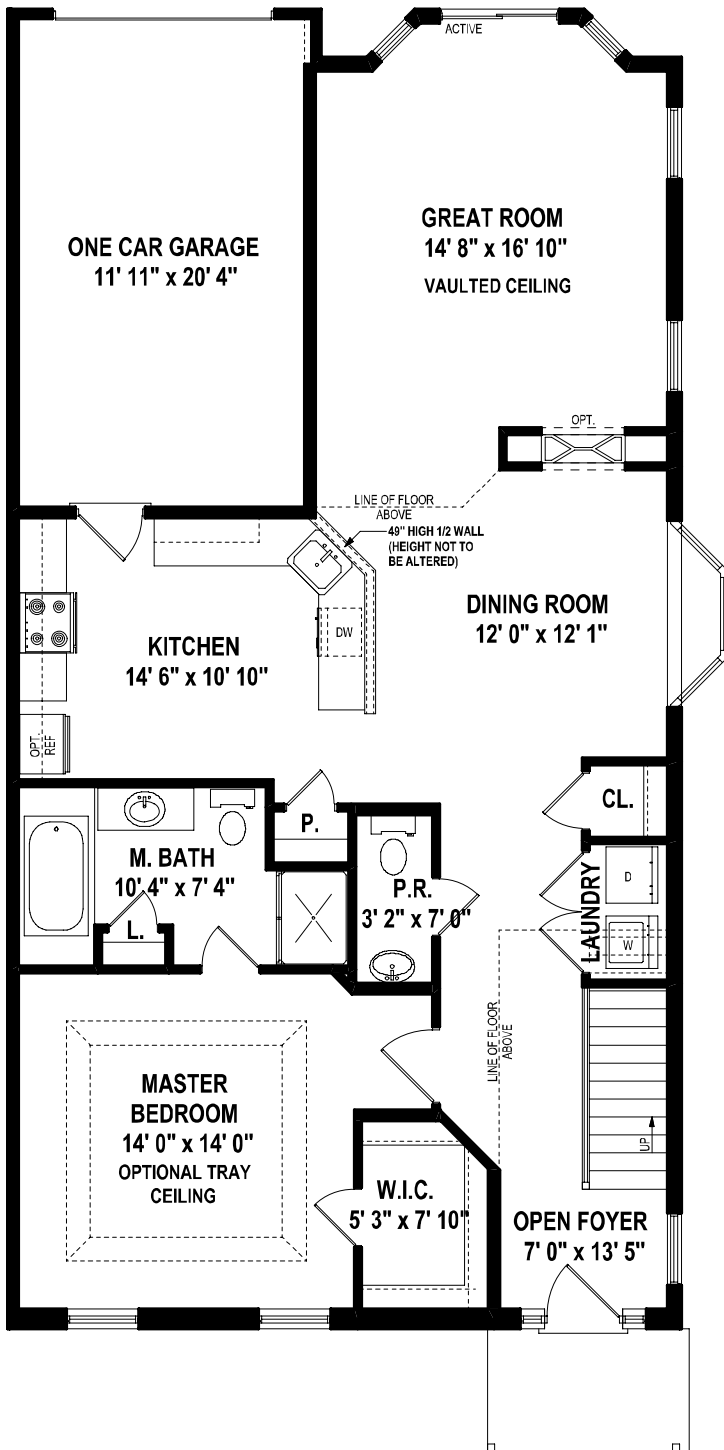 ACTIVE
ONE CAR GARAGE
11' 11" x 20' 4"
GREAT ROOM
14' 8" x 16' 10"
VAULTED CEILING
OPT.
LINE OF FLOOR
ABOVE
49" HIGH 1/2 WALL
(HEIGHT NOT TO
BE ALTERED)
DINING ROOM
12' 0" x 12' 1"
DW
KITCHEN
14' 6" x 10' 10"
OPT.
REF
CL.
P.
M. BATH
10' 4" x 7' 4"
L.
P.R.
3' 2" x 7' 0"
LAUNDRY
D
W
LINE OF FLOOR
ABOVE
MASTER
BEDROOM
14' 0" x 14' 0"
OPTIONAL TRAY
CEILING
UP
W.I.C.
5' 3" x 7' 10"
OPEN FOYER
7' 0" x 13' 5"